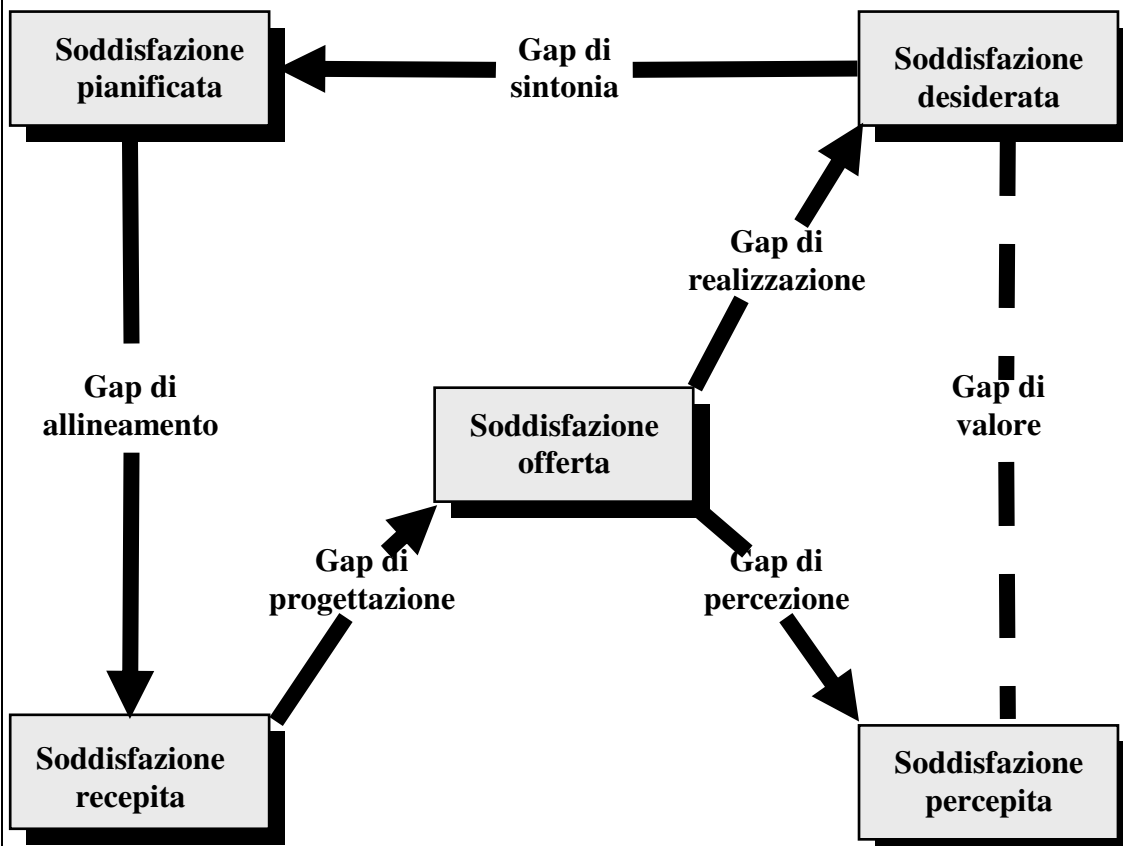 Soddisfazione
pianificata
Gap di
sintonia
Soddisfazione
desiderata
Gap di
realizzazione
Gap di
allineamento
Soddisfazione
offerta
Gap di
valore
Gap di
progettazione
Gap di
percezione
Soddisfazione
recepita
Soddisfazione
percepita